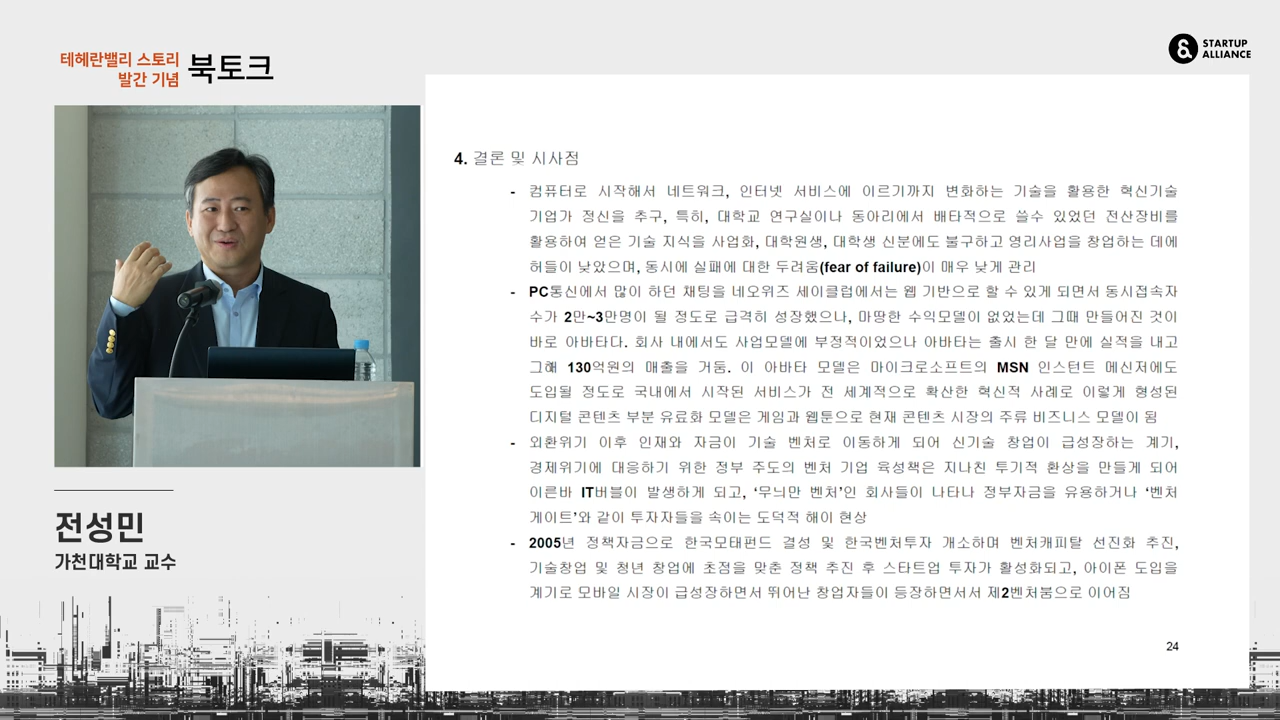 테헤란밸리 스토리
발간 기념
북토크
STARTUP
ALLIANCE
4. 결론 및 시사점
- 컴퓨터로 시작해서 네트워크, 인터넷 서비스에 이르기까지 변화하는 기술을 활용한 혁신기술
기업가 정신을 추구, 특히, 대학교 연구실이나 동아리에서 배타적으로 쓸수 있었던 전산장비를
활용하여 얻은 기술 지식을 사업화, 대학원생, 대학생 신분에도 불구하고 영리사업을 창업하는 데에
허들이 낮았으며, 동시에 실패에 대한 두려움(fear of failure)이 매우 낮게 관리
- PC통신에서 많이 하던 채팅을 네오위즈 세이클럽에서는 웹 기반으로 할 수 있게 되면서 동시접속자
수가 2만~3만명이 될 정도로 급격히 성장했으나, 마땅한 수익모델이 없었는데 그때 만들어진 것이
바로 아바타다. 회사 내에서도 사업모델에 부정적이었으나 아바타는 출시 한 달 만에 실적을 내고
그혜 130억원의 매출을 거둠. 이 아바타 모델은 마이크로소프트의 MSN 인스턴트 메신저에도
도입될 정도로 국내에서 시작된 서비스가 전 세계적으로 확산한 혁신적 사례로 이렇게 형성된
디지털 콘텐츠 부분 유료화 모델은 게임과 웹툰으로 현재 콘텐츠 시장의 주류 비즈니스 모델이 됨
- 외환위기 이후 인재와 자금이 기술 벤처로 이동하게 되어 신기술 창업이 급성장하는 계기,
경제위기에 대응하기 위한 정부 주도의 벤처 기업 육성책은 지나친 투기적 환상을 만들게 되어
이른바 IT버블이 발생하게 되고, ‘무늬만 벤처’인 회사들이 나타나 정부자금을 유용하거나 ‘벤처
게이트’와 같이 투자자들을 속이는 도덕적 해이 현상
- 2005년 정책자금으로 한국모태펀드 결성 및 한국벤처투자 개소하며 벤처캐피탈 선진화 추진,
기술창업 및 청년 창업에 초점을 맞춘 정책 추진 후 스타트업 투자가 활성화되고, 아이폰 도입을
계기로 모바일 시장이 급성장하면서 뛰어난 창업자들이 등장하면서서 제2벤처붐으로 이어짐
24
전성민
가천대학교 교수